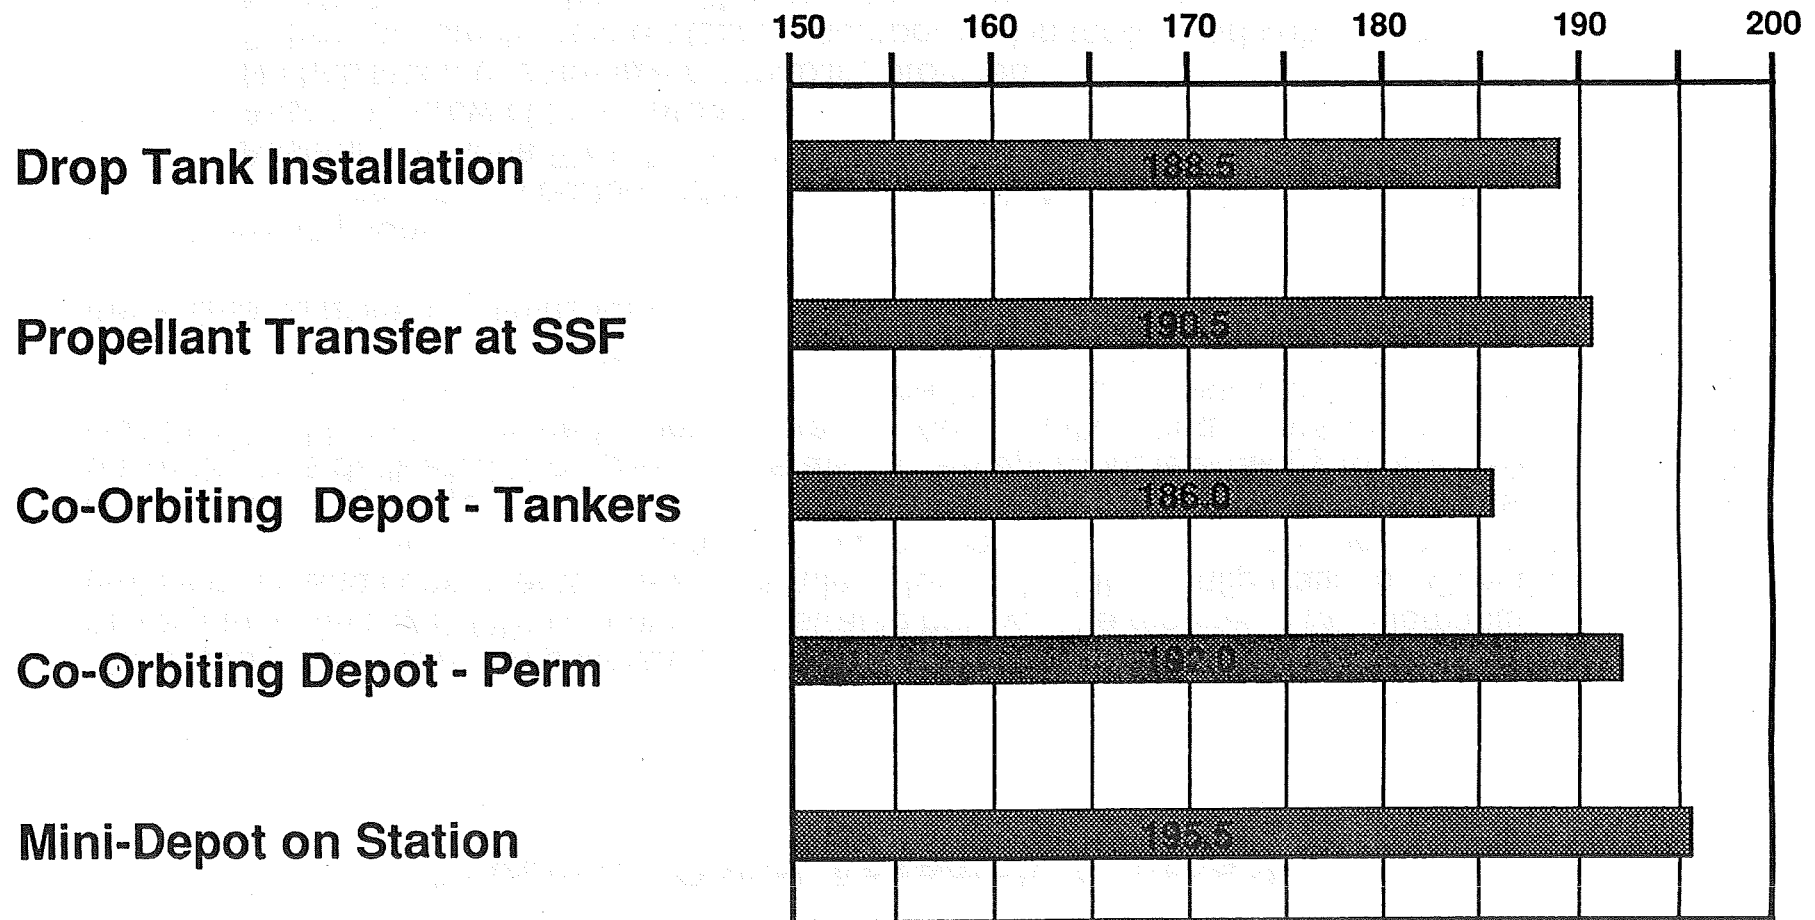 150 160 170 180 190 200
Drop Tank Installation 188.5
Propellant Transfer at SSF 190.5
Co-Orbiting Depot - Tankers 186.0
Co-Orbiting Depot - Perm 192.0
Mini-Depot on Station 195.5